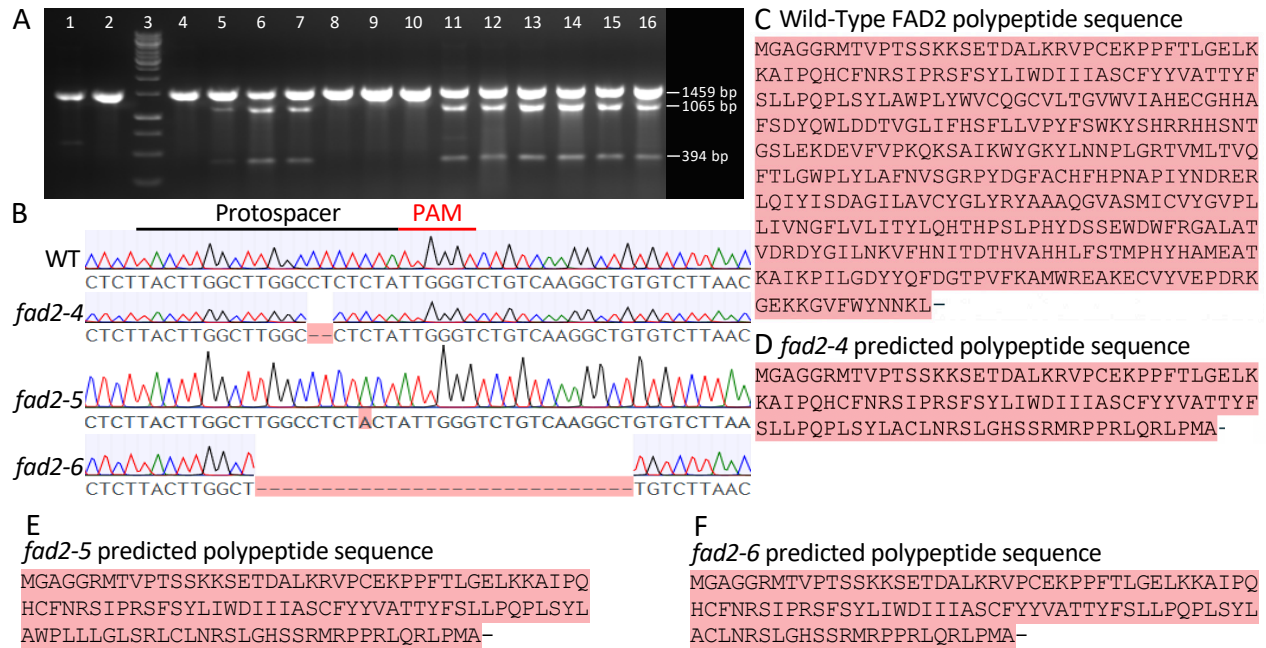 A
1 2 3 4 5 6 7 8 9 10 11 12 13 14 15 16
1459 bp
1065 bp
394 bp
B
Protospacer PAM
WT
CTCTTACTTGGCTTGGCCTCTCTATTGGGTCTGTCAAGGCTGTGTCTTAAC
fad2-4
CTCTTACTTGGCTTGGC--CTCTATTGGGTCTGTCAAGGCTGTGTCTTAAC
fad2-5
CTCTTACTTGGCTTGGCCTCTACTATTGGGTCTGTCAAGGCTGTGTCTTAA
fad2-6
CTCTTACTTGGCT-----------------------------TGTCTTAAC
C Wild-Type FAD2 polypeptide sequence
MGAGGRMTVPTSSKKSETDALKRVPCEKPPFTLGELK
KAIPQHCFNRSIPRSFSYLIWDIIIASCFYYVATTYF
SLLPQPLSYLAWPLYWVCQGCVLTGVWVIAHECGHHA
FSDYQWLDDTVGLIFHSFLLVPYFSWKYSHRRHHSNT
GSLEKDEVFVPKQKSAIKWYGKYLNNPLGRTVMLTVQ
FTLGWPLYLAFNVSGRPYDGFACHFHPNAPIYNDRER
LQIYISDAGILAVCYGLYRYAAAQGVASMICVYGVPL
LIVNGFLVLITYLQHTHPSLPHYDSSEWDWFRGALAT
VDRDYGILNKVFHNITDTHVAHHLFSTMPHYHAMEAT
KAIKPILGDYYQFDGTPVFKAMWREAKECVYVEPDRK
GEKKGVFWYNNKL–
D fad2-4 predicted polypeptide sequence
MGAGGRMTVPTSSKKSETDALKRVPCEKPPFTLGELK
KAIPQHCFNRSIPRSFSYLIWDIIIASCFYYVATTYF
SLLPQPLSYLACLNRSLGHSSRMRPPRLQRLPMA-
E
fad2-5 predicted polypeptide sequence
MGAGGRMTVPTSSKKSETDALKRVPCEKPPFTLGELKKAIPQ
HCFNRSIPRSFSYLIWDIIIASCFYYVATTYFSLLPQPLSYL
AWPLLLGLSRLCLNRSLGHSSRMRPPRLQRLPMA–
F
fad2-6 predicted polypeptide sequence
MGAGGRMTVPTSSKKSETDALKRVPCEKPPFTLGELKKAIPQ
HCFNRSIPRSFSYLIWDIIIASCFYYVATTYFSLLPQPLSYL
ACLNRSLGHSSRMRPPRLQRLPMA–